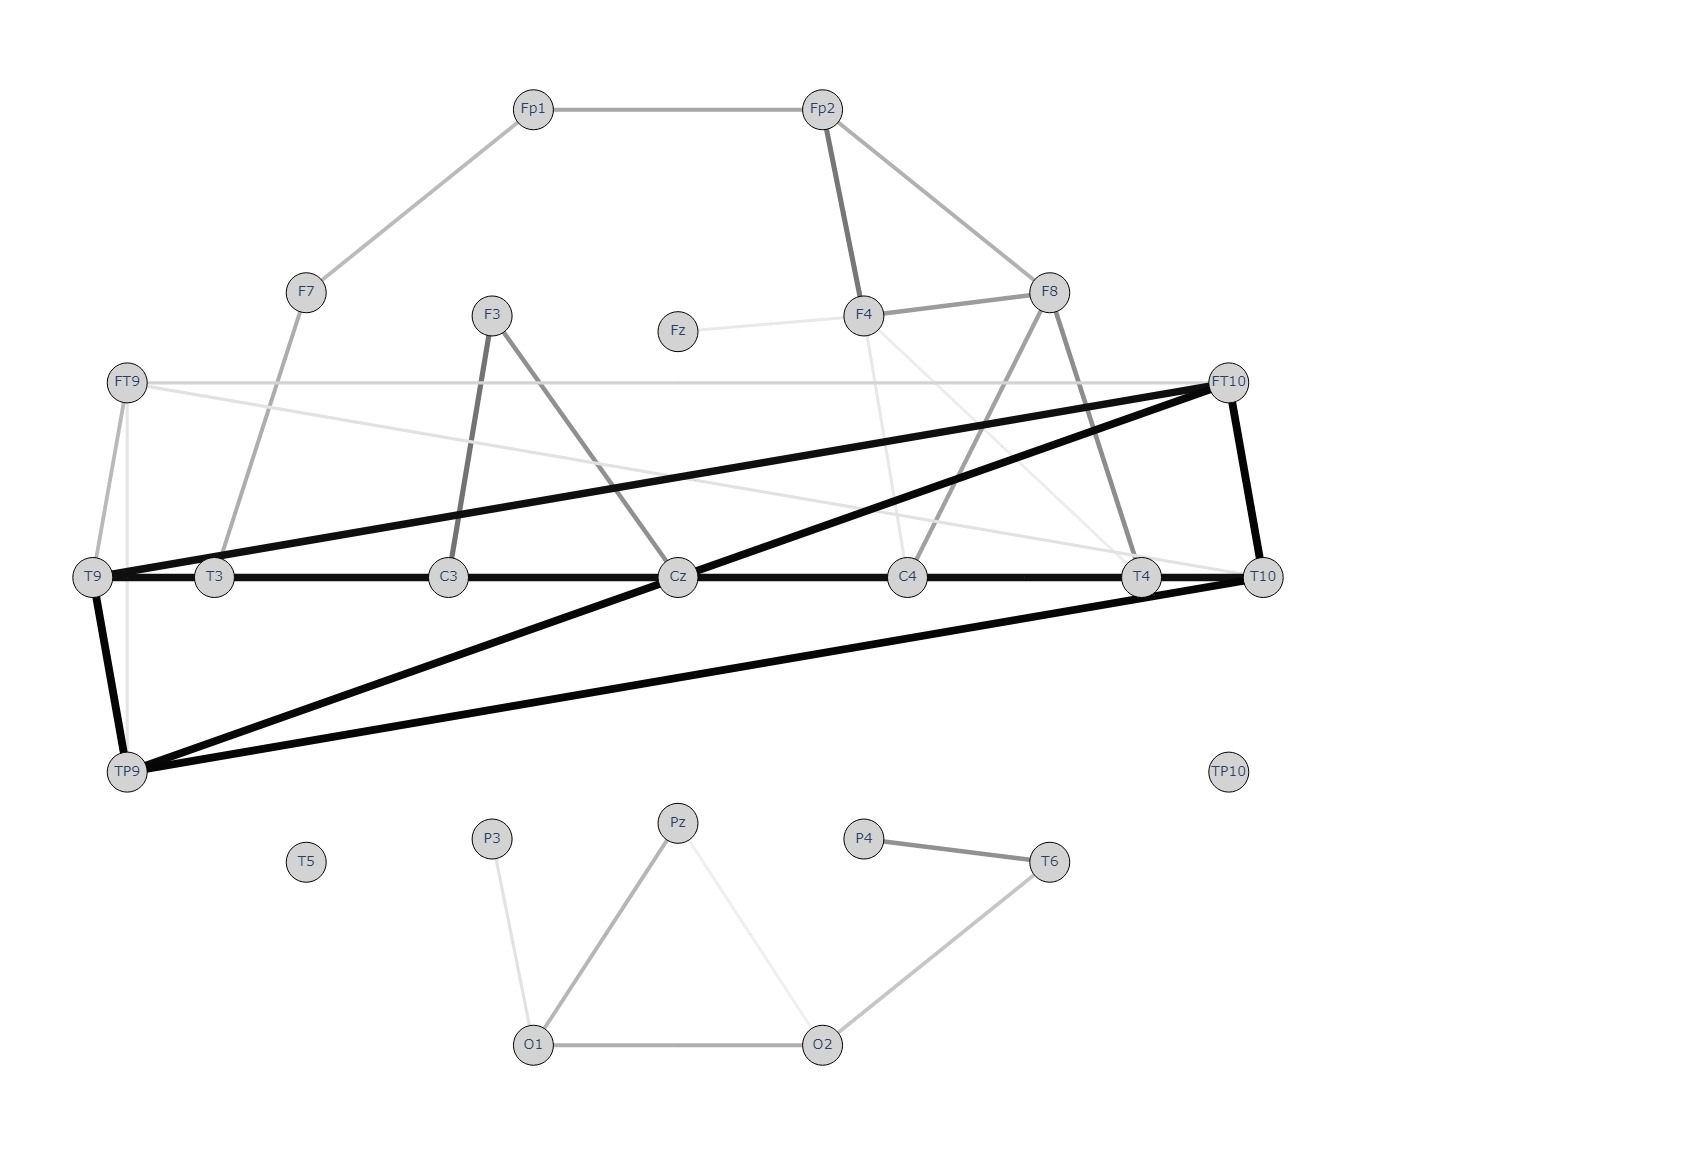 Fp1 Fp2
F7 F3 Fz F4 F8
FT9 FT10
T9 T3 C3 Cz C4 T4 T10
TP9 TP10
T5 P3 Pz P4 T6
O1 O2